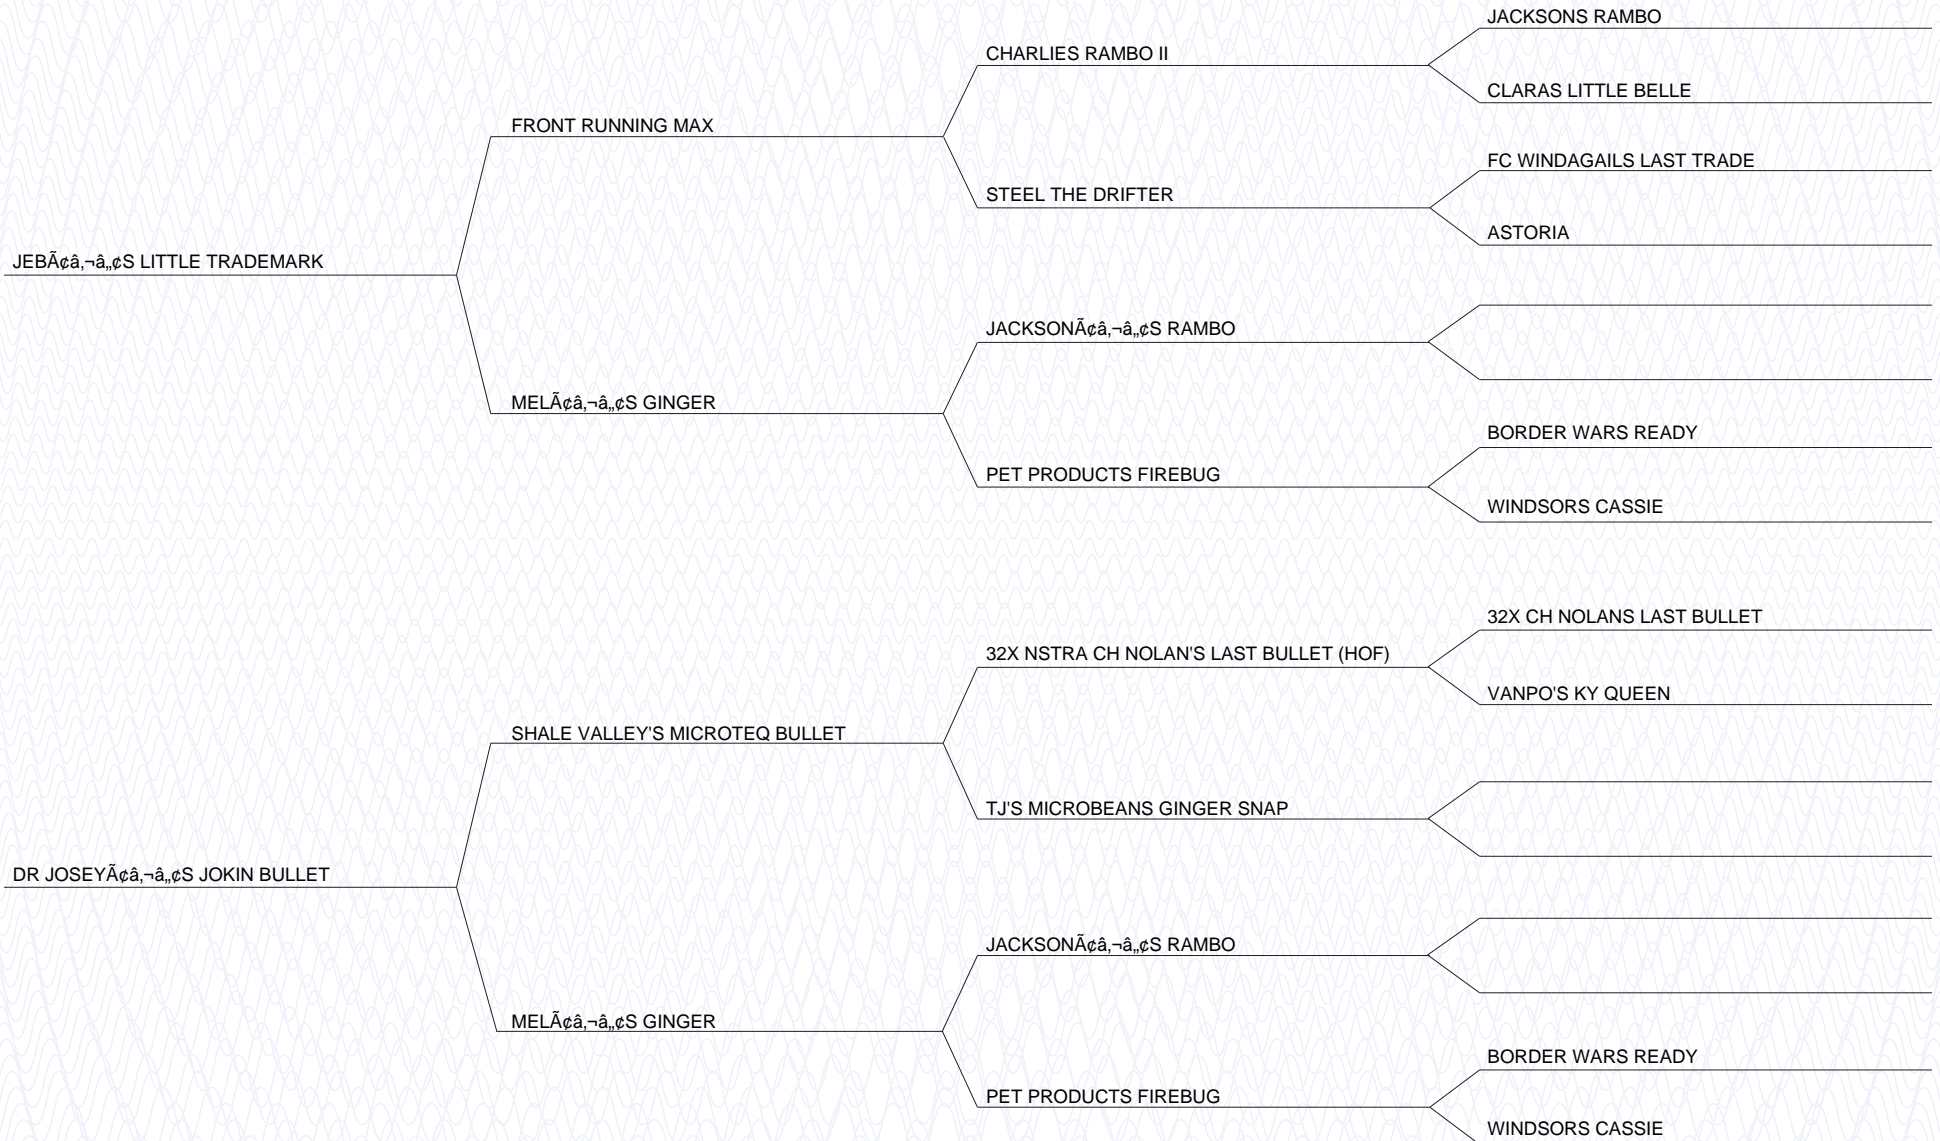 JACKSONS RAMBO
CHARLIES RAMBO II
CLARAS LITTLE BELLE
FRONT RUNNING MAX
FC WINDAGAILS LAST TRADE
STEEL THE DRIFTER
ASTORIA
JEBÃ¢â‚¬â„¢S LITTLE TRADEMARK
JACKSONÃ¢â‚¬â„¢S RAMBO
MELÃ¢â‚¬â„¢S GINGER
BORDER WARS READY
PET PRODUCTS FIREBUG
WINDSORS CASSIE
32X CH NOLANS LAST BULLET
32X NSTRA CH NOLAN'S LAST BULLET (HOF)
VANPO'S KY QUEEN
SHALE VALLEY'S MICROTEQ BULLET
TJ'S MICROBEANS GINGER SNAP
DR JOSEYÃ¢â‚¬â„¢S JOKIN BULLET
JACKSONÃ¢â‚¬â„¢S RAMBO
MELÃ¢â‚¬â„¢S GINGER
BORDER WARS READY
PET PRODUCTS FIREBUG
WINDSORS CASSIE